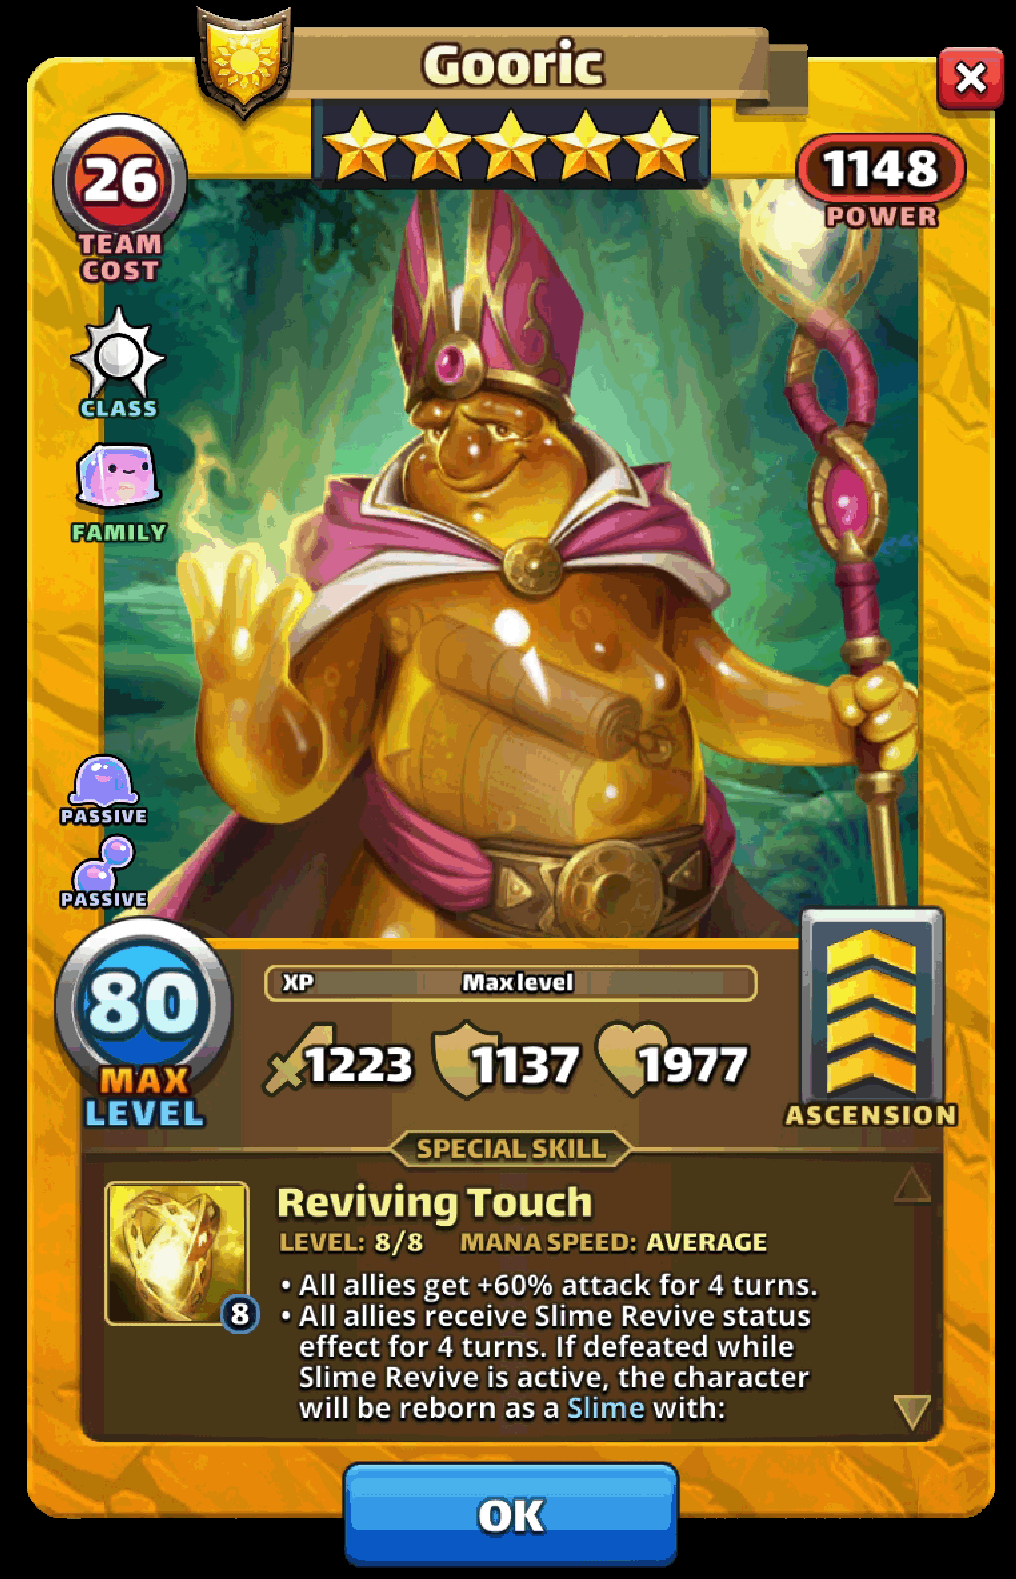 Gooric
26
TEAM
COST
1148
POWER
CLASS
FAMILY
PASSIVE
PASSIVE
80
MAX
LEVEL
XP Max level
1223 1137 1977
ASCENSION
SPECIAL SKILL
Reviving Touch
LEVEL: 8/8 MANA SPEED: AVERAGE
8
• All allies get +60% attack for 4 turns.
• All allies receive Slime Revive status
effect for 4 turns. If defeated while
Slime Revive is active, the character
will be reborn as a Slime with:
OK